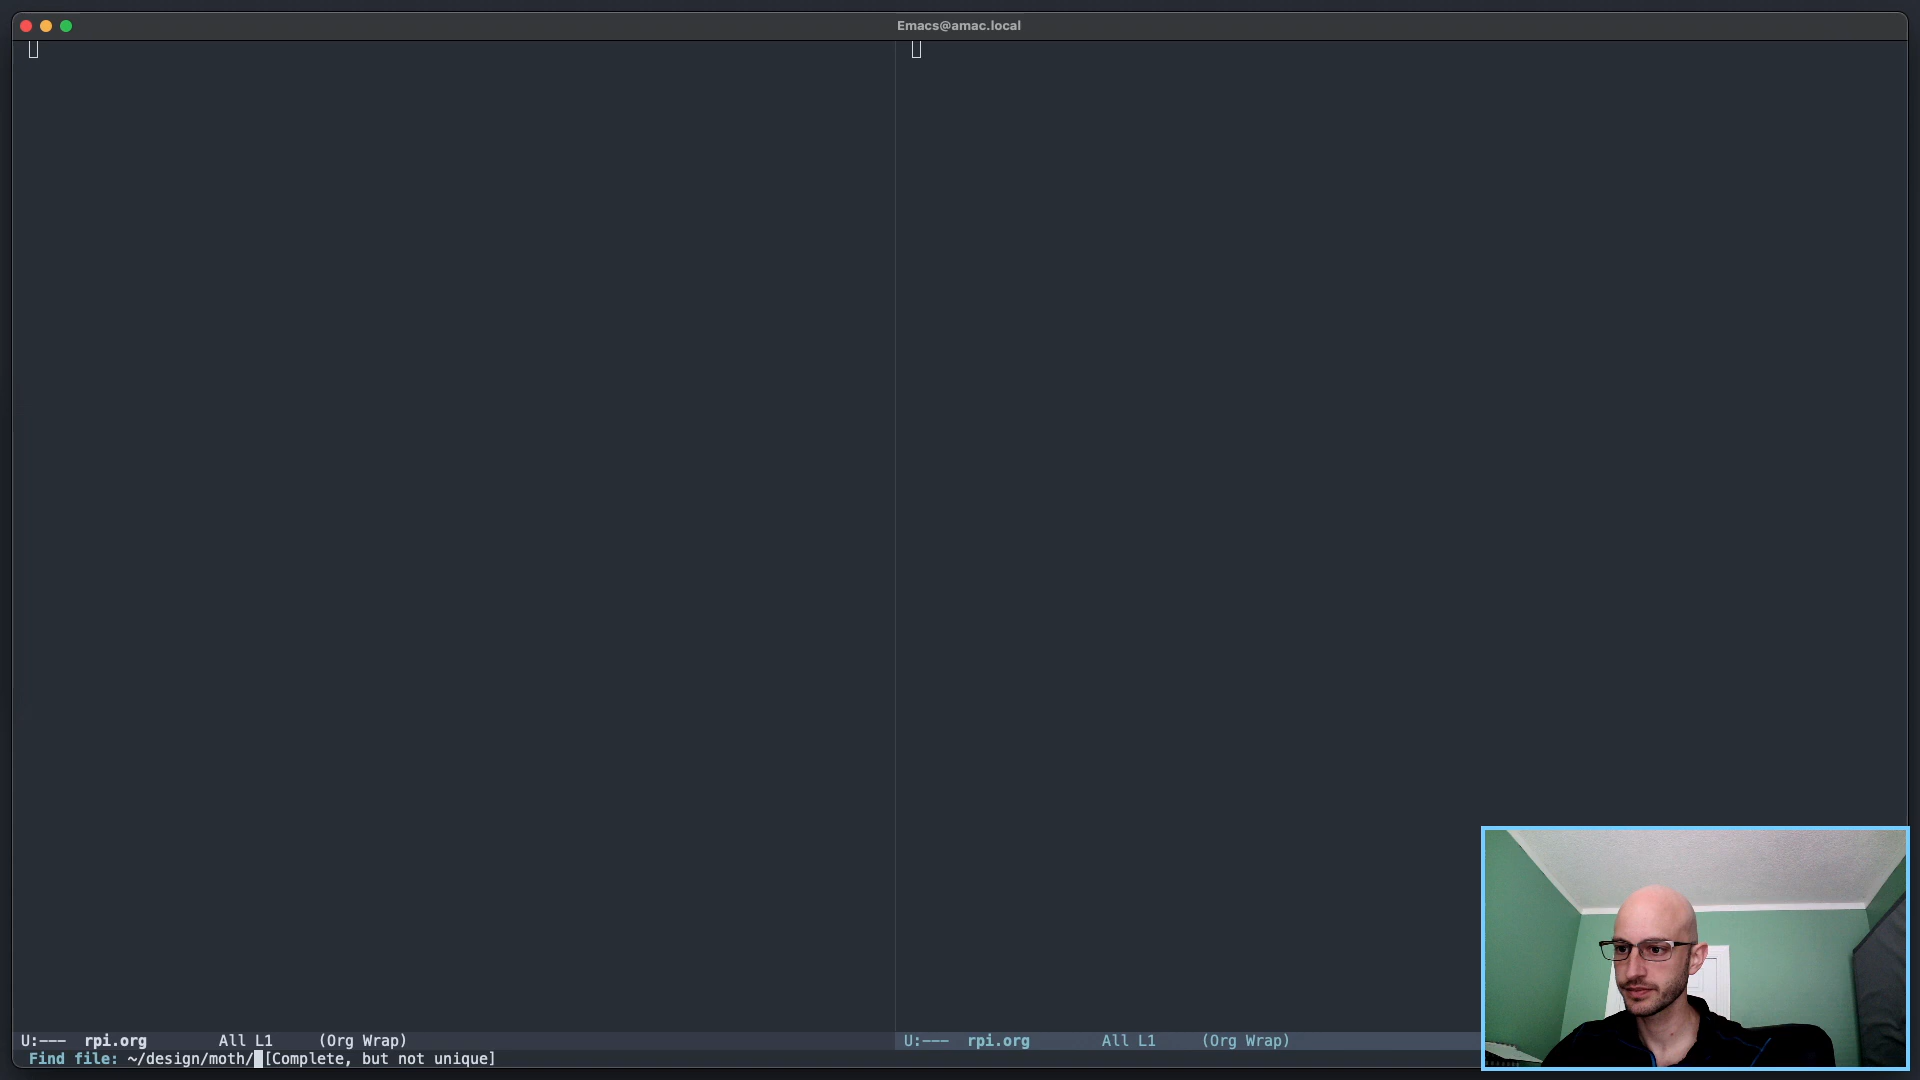 Emacs@amac.local
U:--- rpi.org All L1 (Org Wrap)
U:--- rpi.org All L1 (Org Wrap)
Find file: ~/design/moth/ [Complete, but not unique]